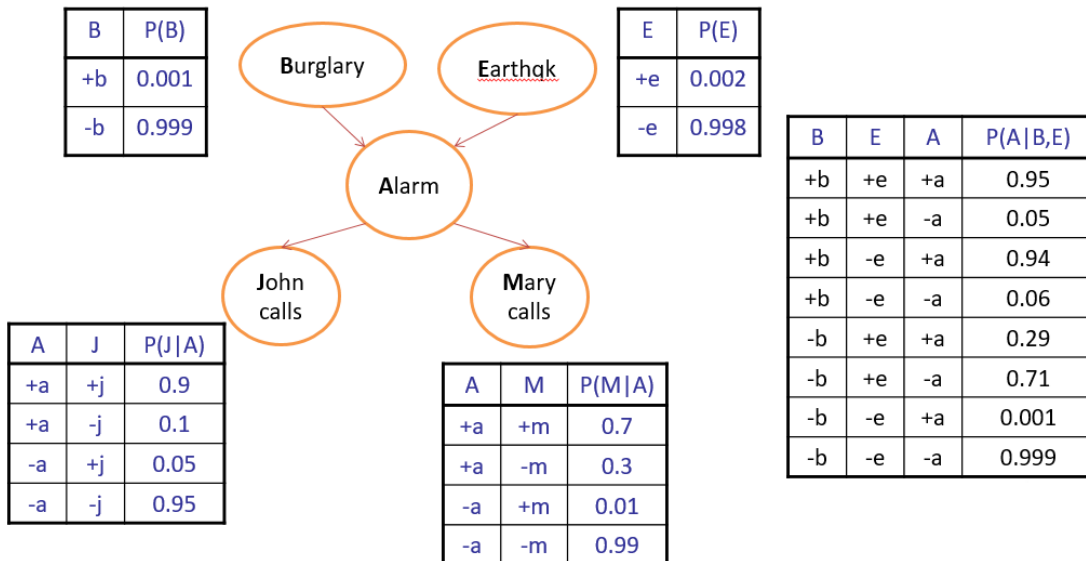 B P(B)
+b 0.001
-b 0.999
Burglary
Earthqk
E P(E)
+e 0.002
-e 0.998
Alarm
B E A P(A|B,E)
+b +e +a 0.95
+b +e -a 0.05
+b -e +a 0.94
+b -e -a 0.06
-b +e +a 0.29
-b +e -a 0.71
-b -e +a 0.001
-b -e -a 0.999
John
calls
Mary
calls
A J P(J|A)
+a +j 0.9
+a -j 0.1
-a +j 0.05
-a -j 0.95
A M P(M|A)
+a +m 0.7
+a -m 0.3
-a +m 0.01
-a -m 0.99